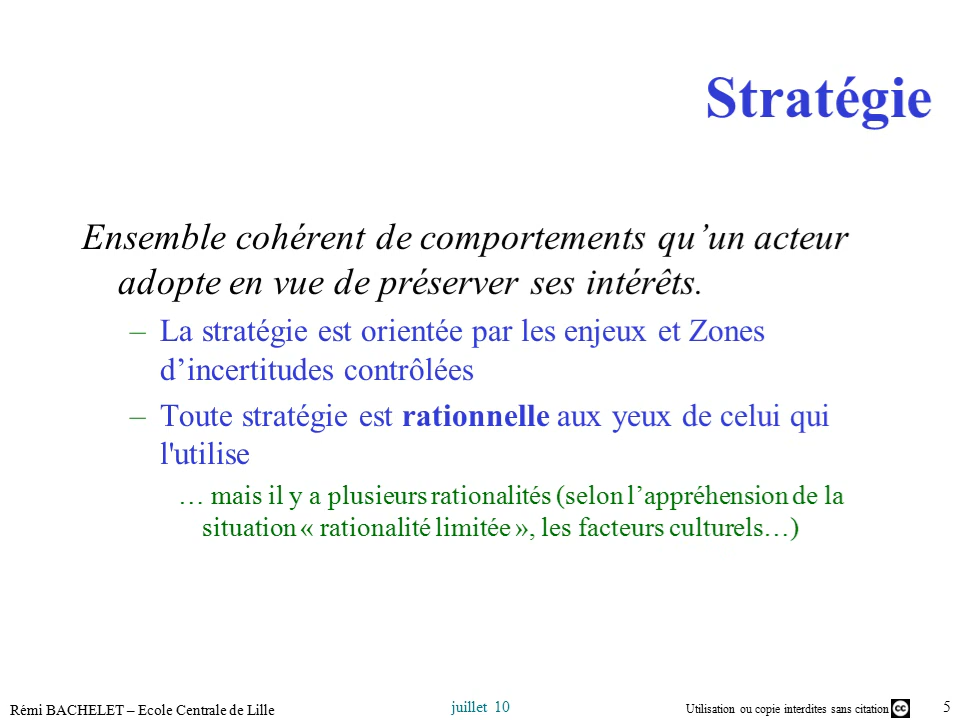 Stratégie
Ensemble cohérent de comportements qu’un acteur
adopte en vue de préserver ses intérêts.
– La stratégie est orientée par les enjeux et Zones
d’incertitudes contrôlées
– Toute stratégie est rationnelle aux yeux de celui qui
l'utilise
… mais il y a plusieurs rationalités (selon l’appréhension de la
situation « rationalité limitée », les facteurs culturels…)
Rémi BACHELET – Ecole Centrale de Lille
juillet 10
Utilisation ou copie interdites sans citation
cc
5